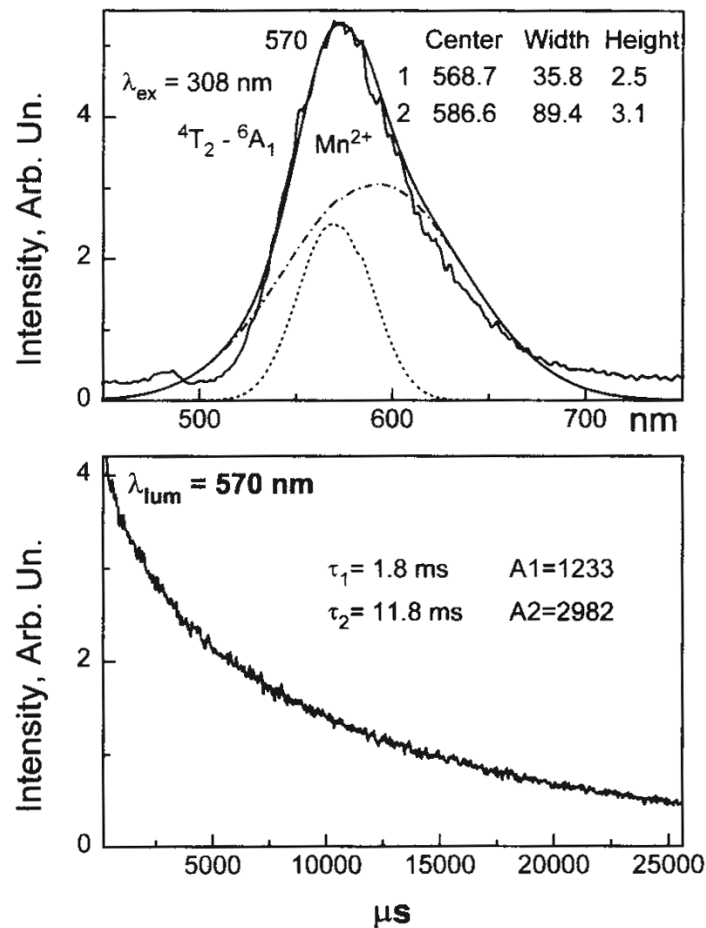 570 Center Width Height
λex = 308 nm 1 568.7 35.8 2.5
2 586.6 89.4 3.1
⁴T₂ - ⁶A₁ Mn²⁺
Intensity, Arb. Un.
4
2
0
500 600 700 nm
λlum = 570 nm
τ₁= 1.8 ms A1=1233
τ₂= 11.8 ms A2=2982
Intensity, Arb. Un.
4
2
0
5000 10000 15000 20000 25000
μs